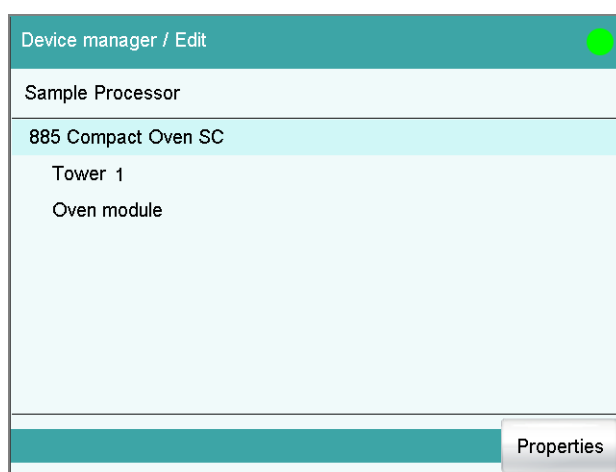 Device manager / Edit
Sample Processor
885 Compact Oven SC
Tower 1
Oven module
Properties